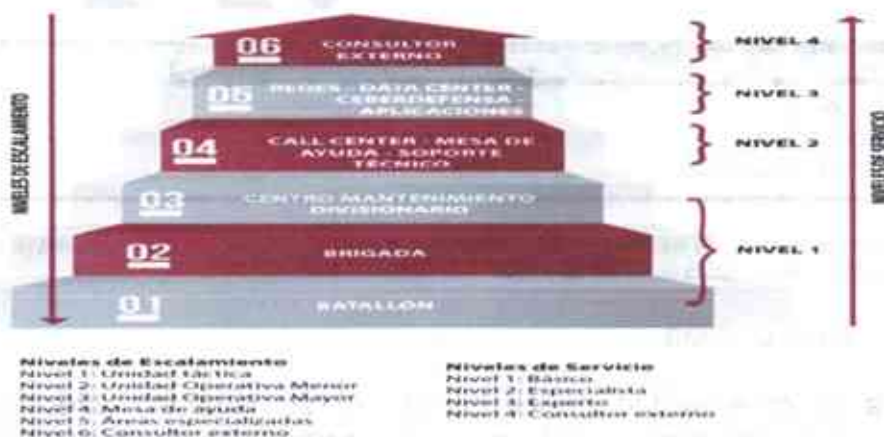 06 CONSULTOR
EXTERNO
05 REDES - DATA CENTER -
CEBERDEFENSA -
APLICACIONES
04 CALL CENTER - MESA DE
AYUDA - SOPORTE
TÉCNICO
03 CENTRO MANTENIMIENTO
DIVISIONARIO
02 BRIGADA
01 BATALLÓN
NIVELES DE ESCALAMIENTO
NIVEL 4
NIVEL 3
NIVEL 2
NIVEL 1
NIVELES DE SERVICIO
Niveles de Escalamiento
Nivel 1: Unidad táctica
Nivel 2: Unidad Operativa Menor
Nivel 3: Unidad Operativa Mayor
Nivel 4: Mesa de ayuda
Nivel 5: Áreas especializadas
Nivel 6: Consultor externo
Niveles de Servicio
Nivel 1: Básico
Nivel 2: Especialista
Nivel 3: Experto
Nivel 4: Consultor externo